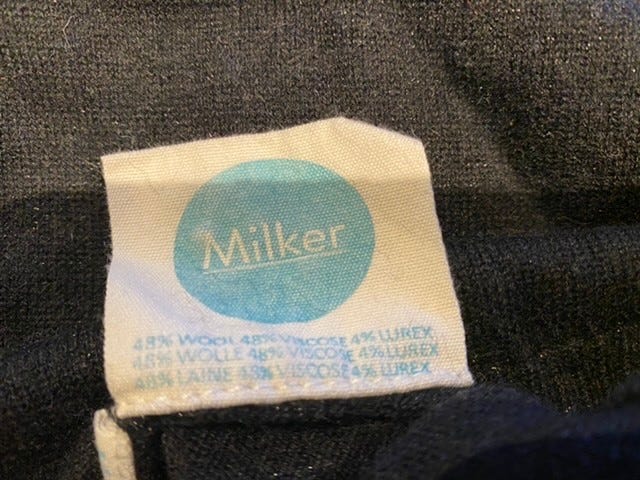 Milker
48% WOOL 48% VISCOSE 4% LUREX
48% WOLLE 48% VISCOSE 4% LUREX
48% LAINE 48% VISCOSE 4% LUREX